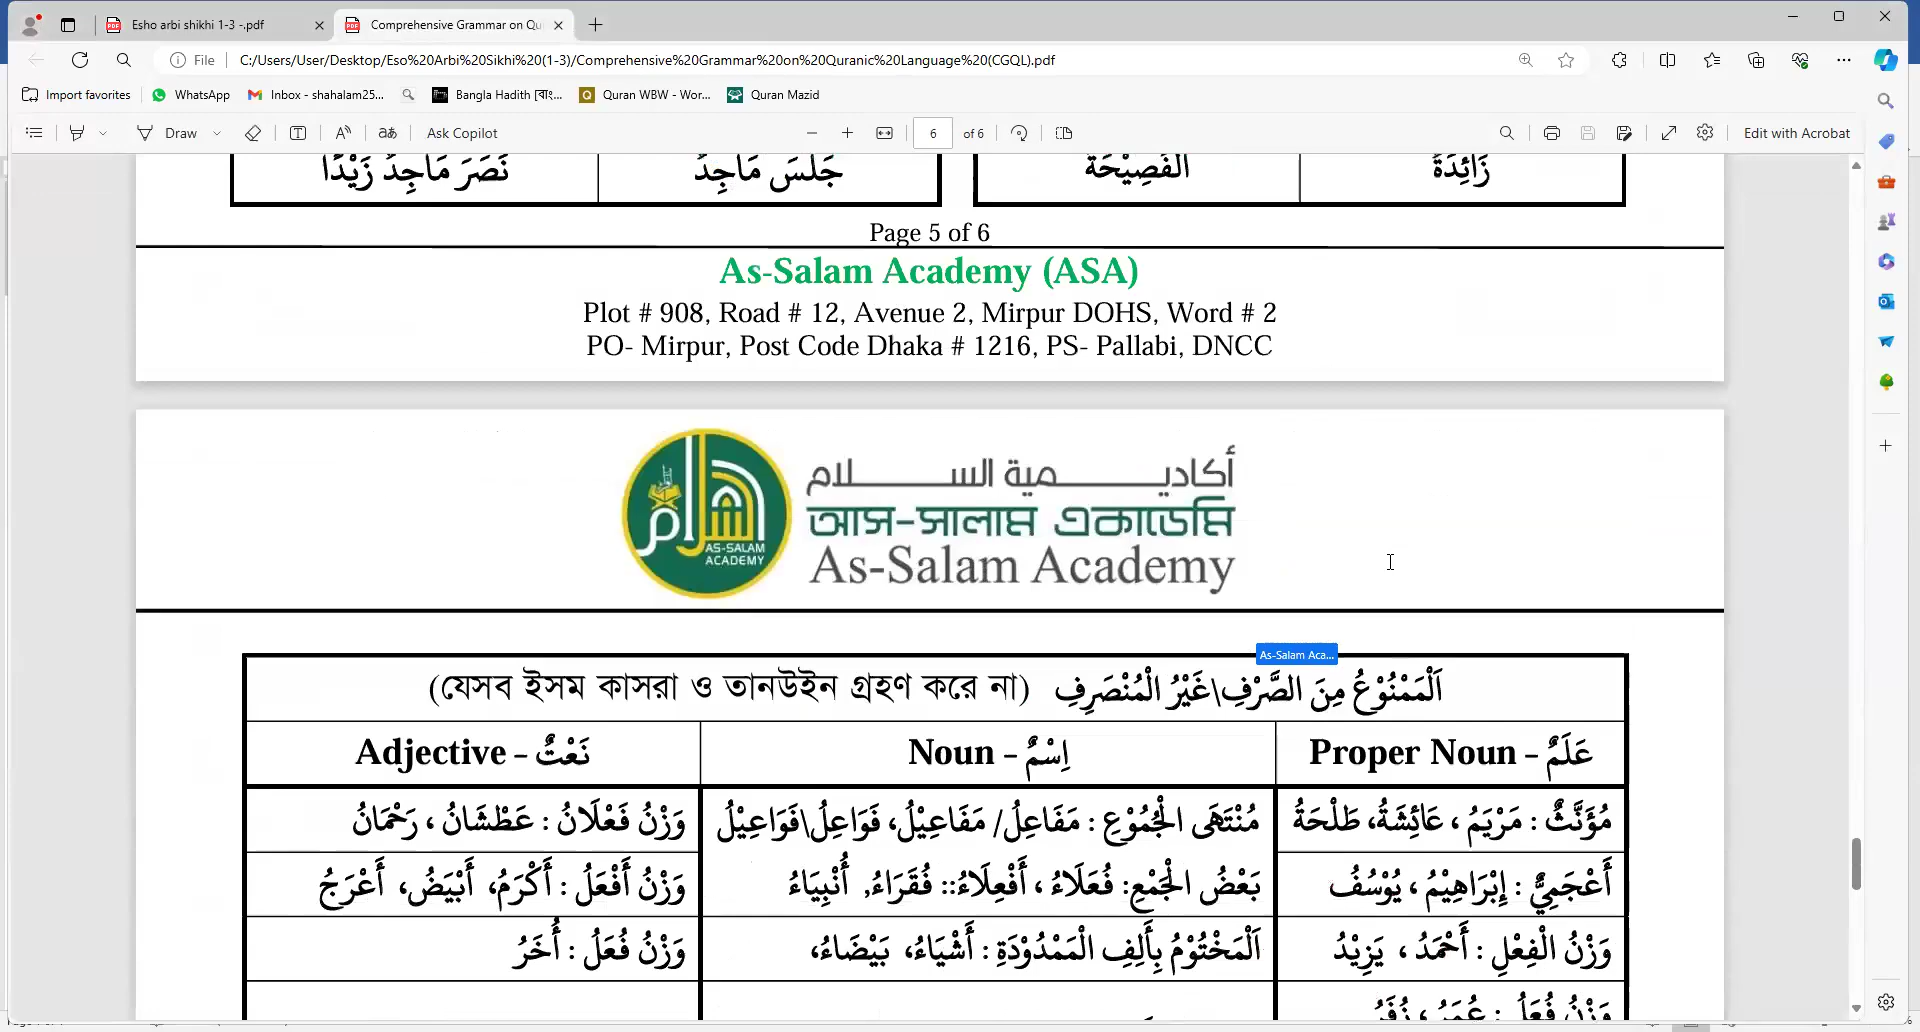 Esho arbi shikhi 1-3 -.pdf
Comprehensive Grammar on Qu
File
C:/Users/User/Desktop/Eso%20Arbi%20Sikhi%20(1-3)/Comprehensive%20Grammar%20on%20Quranic%20Language%20(CGQL).pdf
Import favorites
WhatsApp
Inbox - shahalam25...
Bangla Hadith [বাং...
Quran WBW - Wor...
Quran Mazid
Draw
Ask Copilot
6 of 6
Edit with Acrobat
زَائِدَةُ
الْفَصِيْحَةُ
جَلَسَ مَاجِدٌ
نَصَرَ مَاجِدٌ زَيْدًا
Page 5 of 6
As-Salam Academy (ASA)
Plot # 908, Road # 12, Avenue 2, Mirpur DOHS, Word # 2
PO- Mirpur, Post Code Dhaka # 1216, PS- Pallabi, DNCC
أكاديـــمية الســـلام
আস-সালাম একাডেমি
As-Salam Academy
AS-SALAM
ACADEMY
As-Salam Aca...
اَلْمَمْنُوْعُ مِنَ الصَّرْفِ\غَيْرُ الْمُنْصَرِفِ (যেসব ইসম কাসরা ও তানউইন গ্রহণ করে না)
Proper Noun - عَلَمٌ
Noun - اِسْمٌ
Adjective - نَعْتٌ
مُؤَنَّثٌ : مَرْيَمُ ، عَائِشَةُ، طَلْحَةُ
مُنْتَهَى الْجُمُوْعِ : مَفَاعِلُ/ مَفَاعِيْلُ، فَوَاعِلُ\فَوَاعِيْلُ
وَزْنُ فَعْلَانُ : عَطْشَانُ ، رَحْمَانُ
أَعْجَمِيٌّ : إِبْرَاهِيْمُ ، يُوْسُفُ
بَعْضُ الْجَمْعِ: فُعَلَاءُ ، أَفْعِلَاءُ:: فُقَرَاءُ, أَنْبِيَاءُ
وَزْنُ أَفْعَلُ : أَكْرَمُ، أَبْيَضُ، أَعْرَجُ
وَزْنُ الْفِعْلِ : أَحْمَدُ ، يَزِيْدُ
اَلْمَخْتُوْمُ بِأَلِفِ الْمَمْدُوْدَةِ : أَشْيَاءُ، بَيْضَاءُ،
وَزْنُ فُعَلُ : أُخَرُ
وَزْنُ فُعَلُ : عُمَرُ ، زُفَرُ